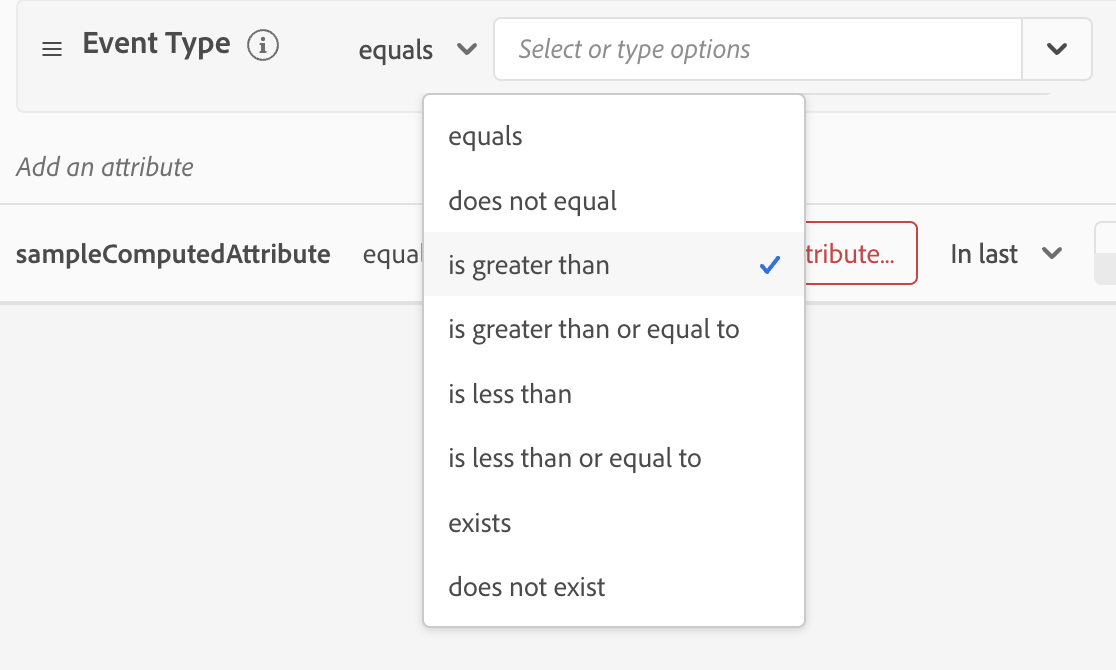 Event Type equals Select or type options
equals
Add an attribute
does not equal
sampleComputedAttribute In last
is greater than
is greater than or equal to
is less than
is less than or equal to
exists
does not exist